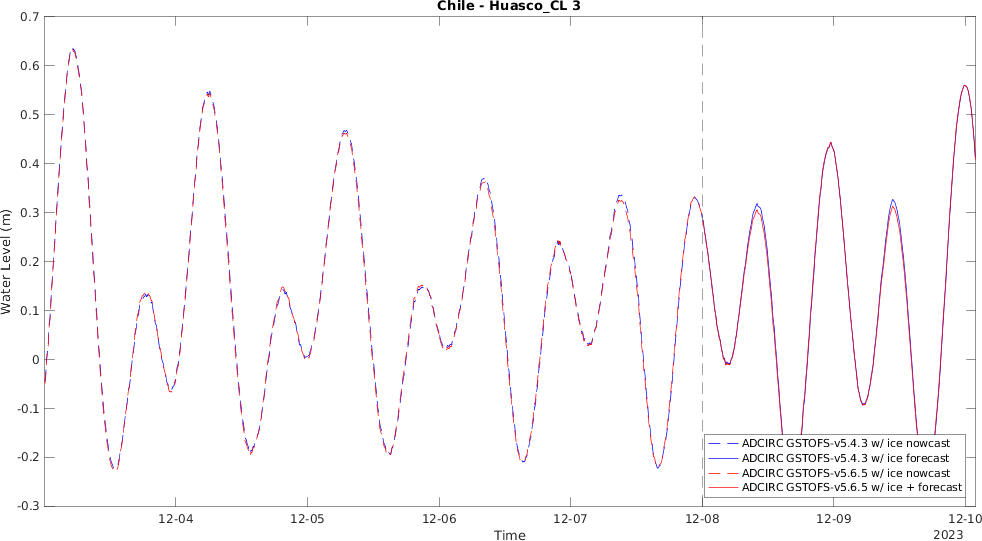 Chile - Huasco_CL 3
0.7
0.6
0.5
0.4
0.3
0.2
0.1
0
-0.1
-0.2
-0.3
Water Level (m)
ADCIRC GSTOFS-v5.4.3 w/ ice nowcast
ADCIRC GSTOFS-v5.4.3 w/ ice forecast
ADCIRC GSTOFS-v5.6.5 w/ ice nowcast
ADCIRC GSTOFS-v5.6.5 w/ ice + forecast
12-04 12-05 12-06 12-07 12-08 12-09 12-10
Time
2023